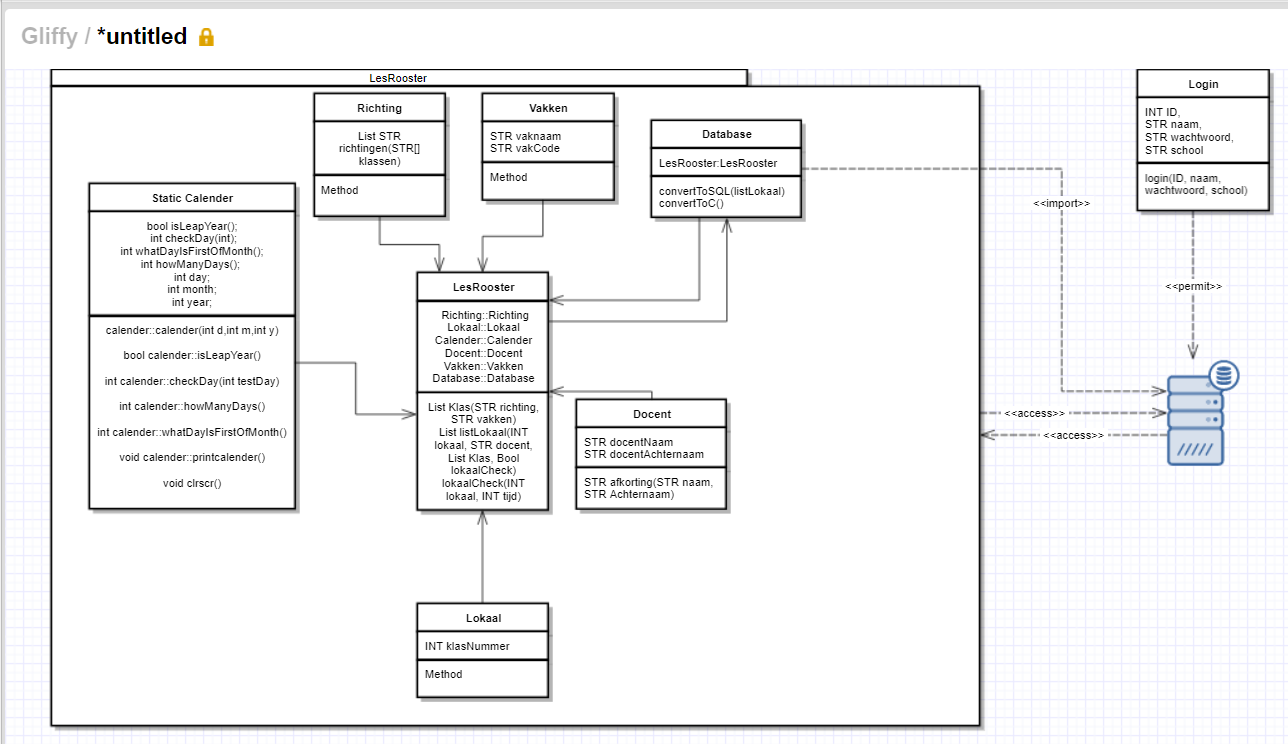 Gliffy / *untitled
LesRooster
Richting
List STR
richtingen(STR[]
klassen)
Method
Vakken
STR vaknaam
STR vakCode
Method
Database
LesRooster:LesRooster
convertToSQL(listLokaal)
convertToC()
Login
INT ID,
STR naam,
STR wachtwoord,
STR school
login(ID, naam,
wachtwoord, school)
Static Calender
bool isLeapYear();
int checkDay(int);
int whatDayIsFirstOfMonth();
int howManyDays();
int day;
int month;
int year;
calender::calender(int d,int m,int y)
bool calender::isLeapYear()
int calender::checkDay(int testDay)
int calender::howManyDays()
int calender::whatDayIsFirstOfMonth()
void calender::printcalender()
void clrscr()
LesRooster
Richting::Richting
Lokaal::Lokaal
Calender::Calender
Docent::Docent
Vakken::Vakken
Database::Database
List Klas(STR richting,
STR vakken)
List listLokaal(INT
lokaal, STR docent,
List Klas, Bool
lokaalCheck)
lokaalCheck(INT
lokaal, INT tijd)
Docent
STR docentNaam
STR docentAchternaam
STR afkorting(STR naam,
STR Achternaam)
Lokaal
INT klasNummer
Method
<<import>>
<<permit>>
<<access>>
<<access>>